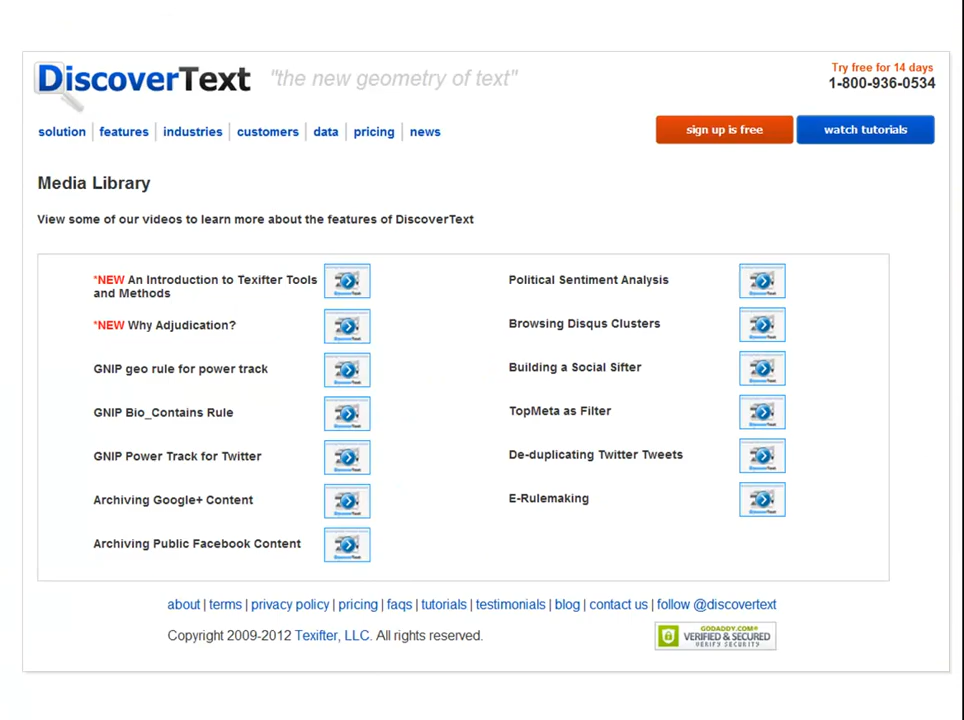 DiscoverText "the new geometry of text"
Try free for 14 days
1-800-936-0534
solution features industries customers data pricing news
sign up is free watch tutorials
Media Library
View some of our videos to learn more about the features of DiscoverText
*NEW An Introduction to Texifter Tools
and Methods
*NEW Why Adjudication?
GNIP geo rule for power track
GNIP Bio_Contains Rule
GNIP Power Track for Twitter
Archiving Google+ Content
Archiving Public Facebook Content
Political Sentiment Analysis
Browsing Disqus Clusters
Building a Social Sifter
TopMeta as Filter
De-duplicating Twitter Tweets
E-Rulemaking
about | terms | privacy policy | pricing | faqs | tutorials | testimonials | blog | contact us | follow @discovertext
Copyright 2009-2012 Texifter, LLC. All rights reserved.
GODADDY.COM®
VERIFIED & SECURED
VERIFY SECURITY